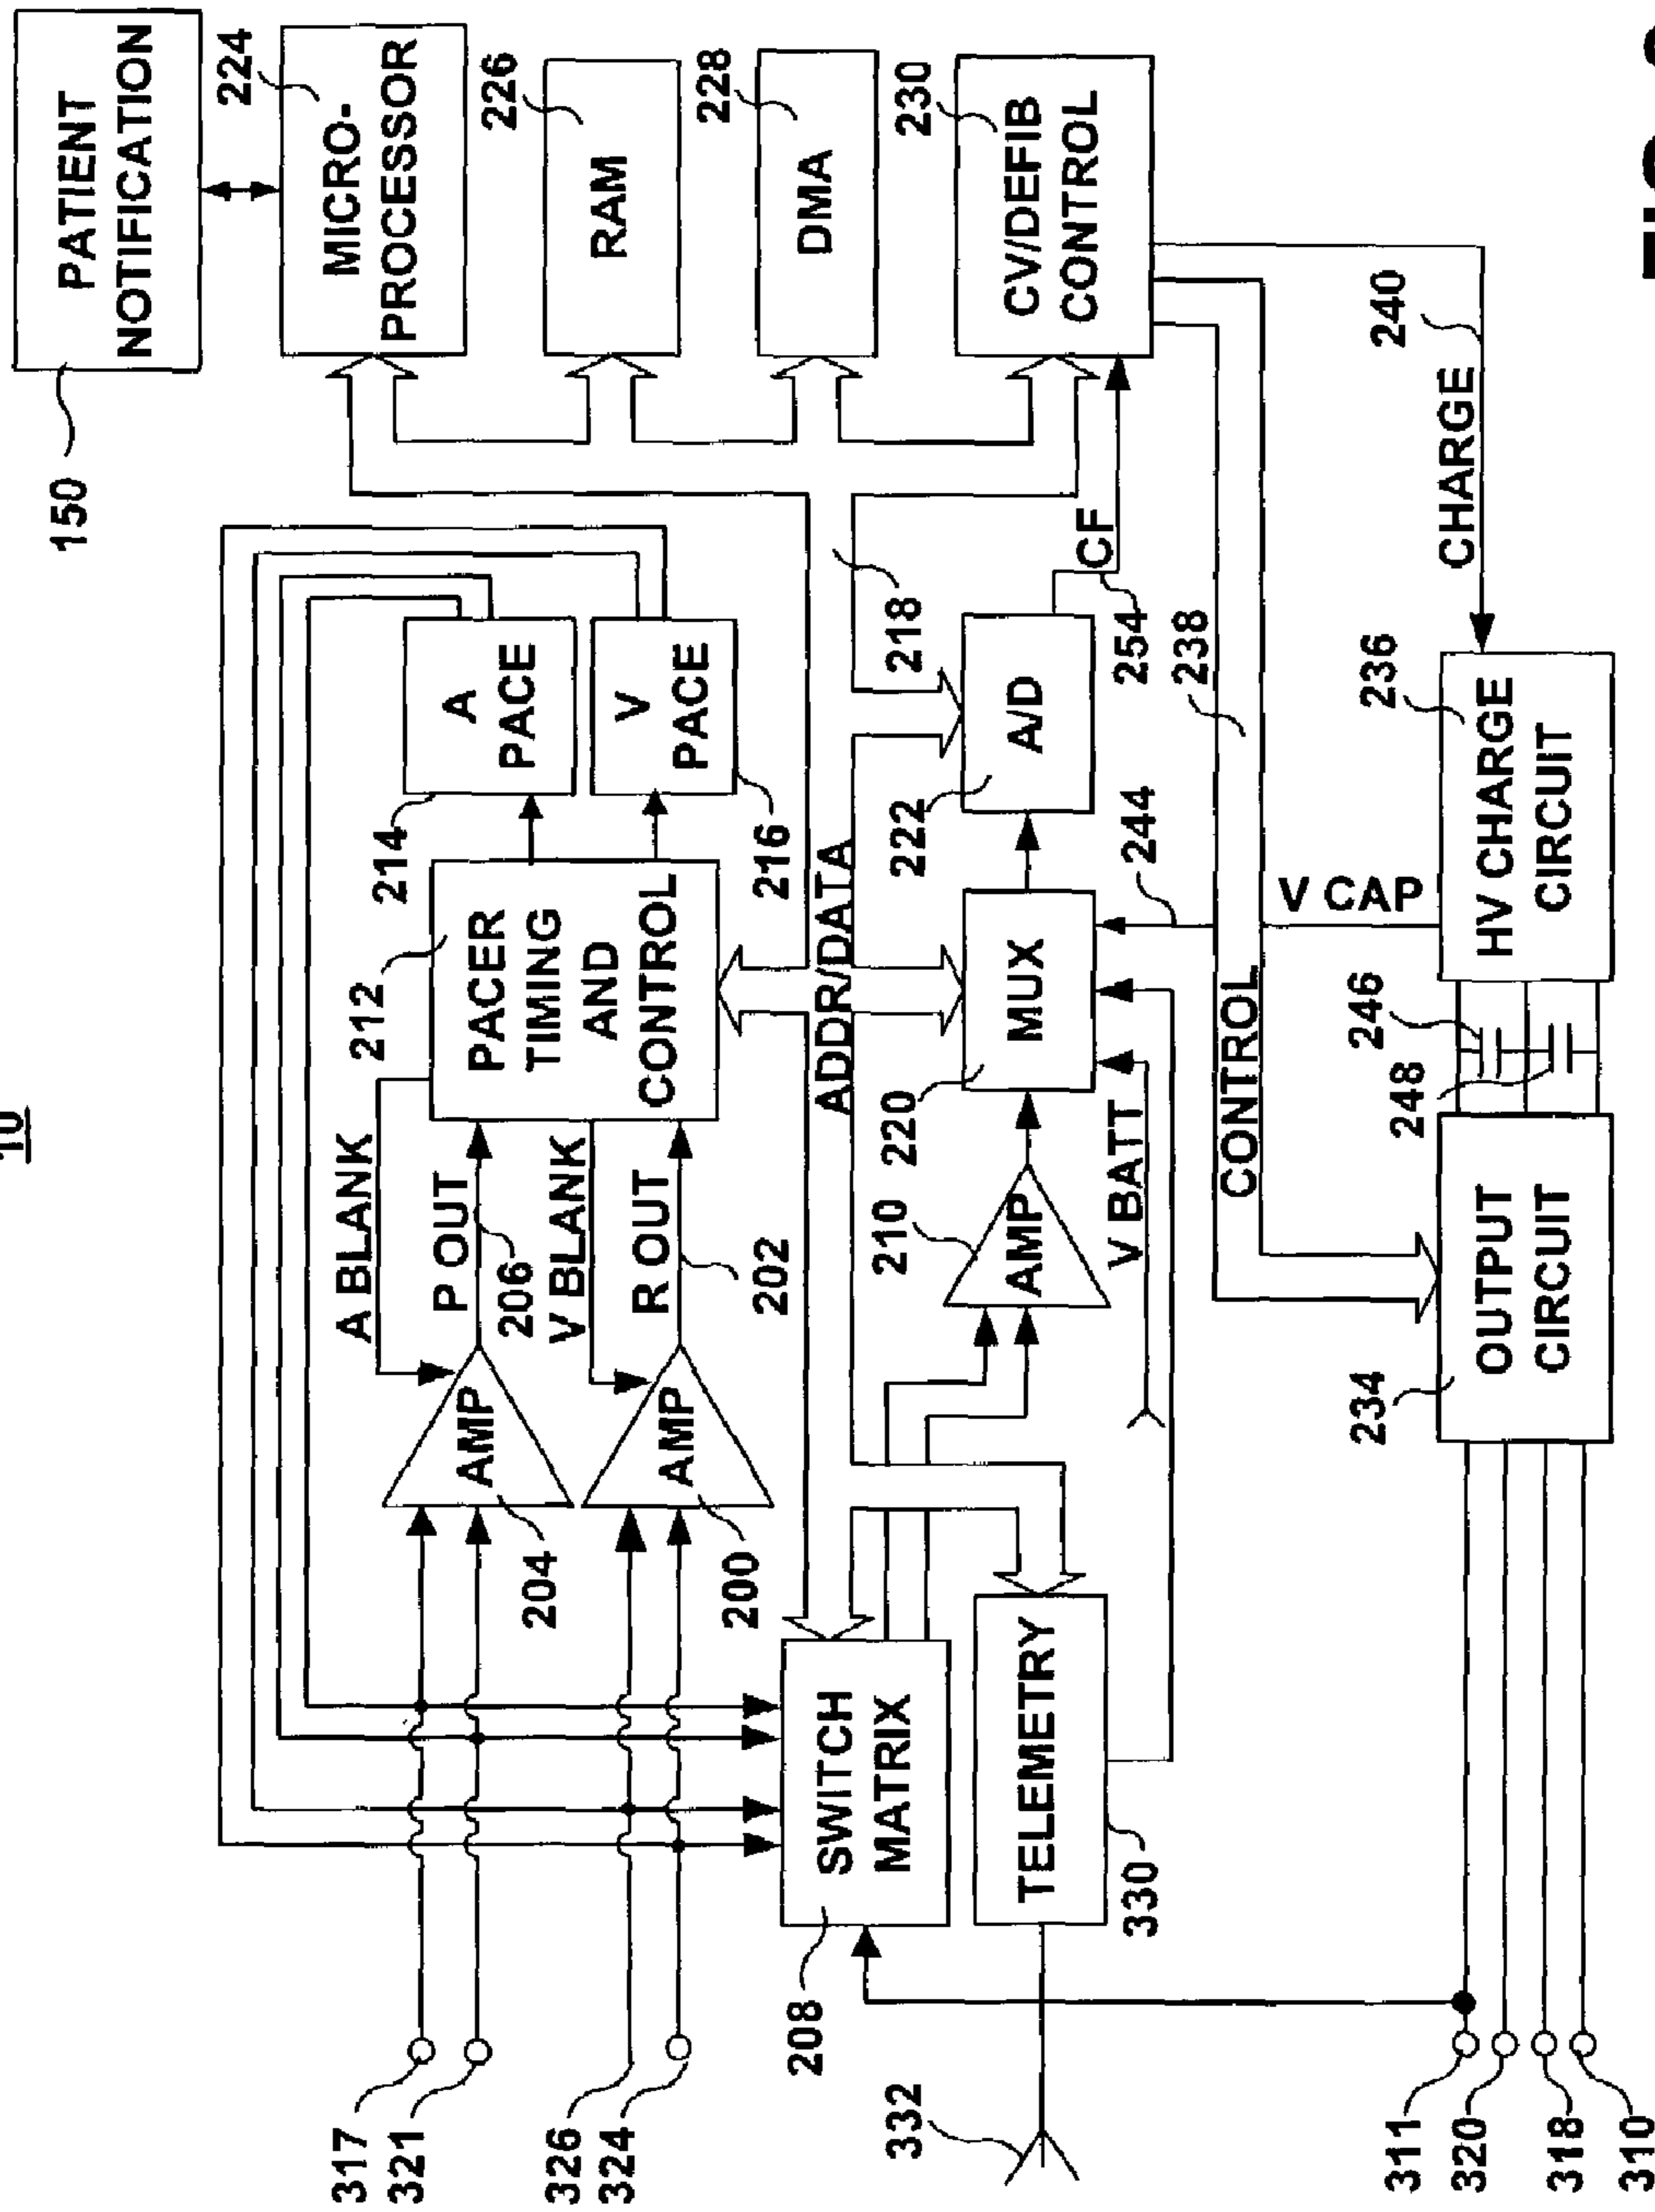 10
317
321
326
324
A BLANK
P OUT
206
V BLANK
R OUT
202
AMP
204
AMP
200
212
PACER
TIMING
AND
CONTROL
214
A
PACE
V
PACE
216
150
PATIENT
NOTIFICATION
224
MICRO-
PROCESSOR
226
RAM
228
DMA
230
CV/DEFIB
CONTROL
ADDR/DATA
218
208
SWITCH
MATRIX
332
TELEMETRY
330
210
AMP
V BATT
220
MUX
222
A/D
CF
254
244
V CAP
238
CONTROL
240
CHARGE
236
HV CHARGE
CIRCUIT
246
248
234
OUTPUT
CIRCUIT
311
320
318
310